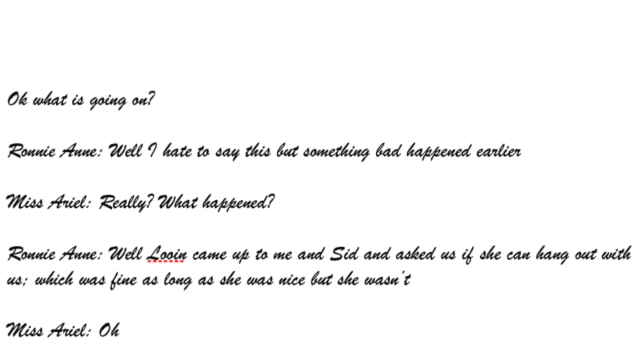 Ok what is going on?
Ronnie Anne: Well I hate to say this but something bad happened earlier
Miss Ariel: Really? What happened?
Ronnie Anne: Well Looin came up to me and Sid and asked us if she can hang out with
us; which was fine as long as she was nice but she wasn't
Miss Ariel: Oh